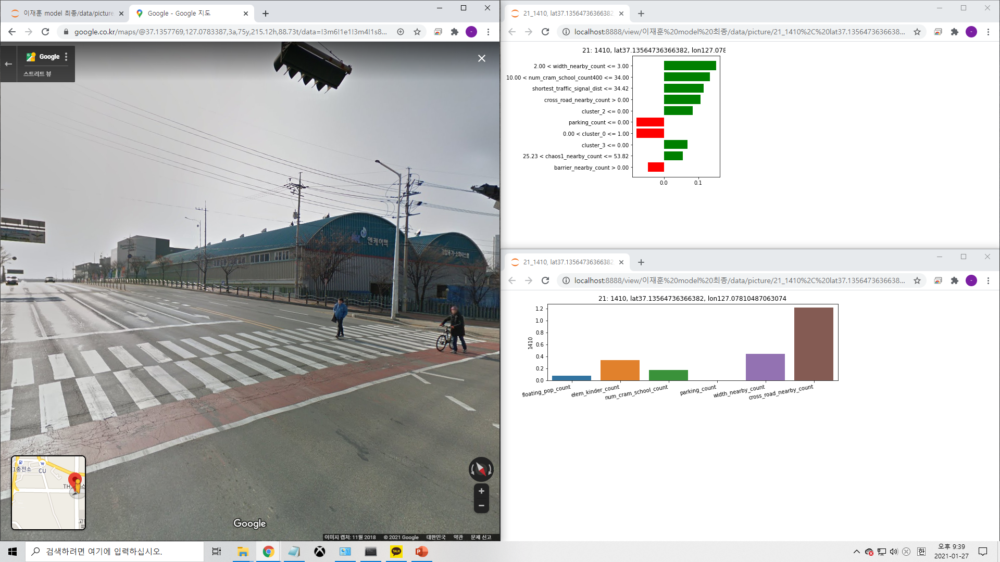 이재훈 model 최종/data/picture
Google - Google 지도
google.co.kr/maps/@37.1357769,127.0783387,3a,75y,215.12h,88.73t/data=!3m6!1e1!3m4!1s8...
Google
스트리트 뷰
엔케이텍
1충전소
CU
Google
이미지 캡처: 11월 2018
© 2021 Google
대한민국
약관
문제 신고
21_1410, lat37.13564736366382
localhost:8888/view/이재훈%20model%20최종/data/picture/21_1410%2C%20lat37.1356473636638...
21: 1410, lat37.13564736366382, lon127.078
2.00 < width_nearby_count <= 3.00
10.00 < num_cram_school_count400 <= 34.00
shortest_traffic_signal_dist <= 34.42
cross_road_nearby_count > 0.00
cluster_2 <= 0.00
parking_count <= 0.00
0.00 < cluster_0 <= 1.00
cluster_3 <= 0.00
25.23 < chaos1_nearby_count <= 53.82
barrier_nearby_count > 0.00
0.0 0.1
21_1410, lat37.13564736366382
localhost:8888/view/이재훈%20model%20최종/data/picture/21_1410%2C%20lat37.1356473636638...
21: 1410, lat37.13564736366382, lon127.07810487063074
1.2
1.0
0.8
0.6
0.4
0.2
0.0
1410
floating_pop_count
elem_kinder_count
num_cram_school_count
parking_count
width_nearby_count
cross_road_nearby_count
검색하려면 여기에 입력하십시오.
TALK
한
오후 9:39
2021-01-27